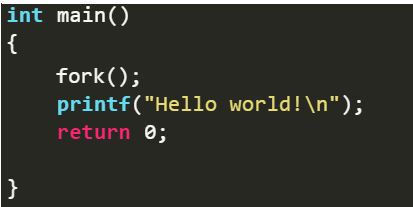 int main()
{
    fork();
    printf("Hello world!\n");
    return 0;
}